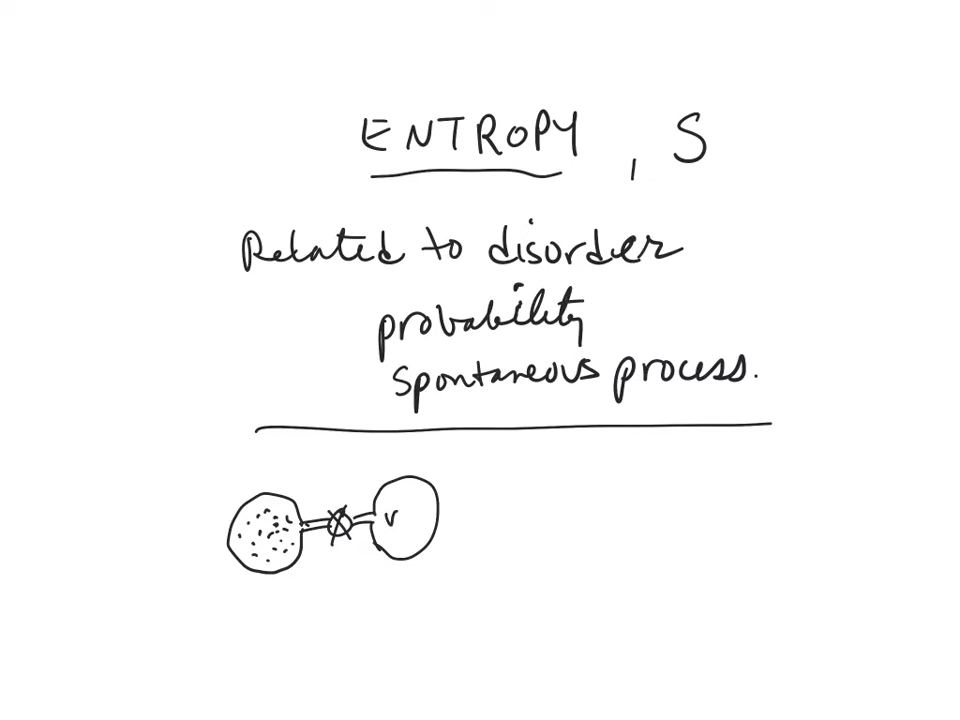 ENTROPY, S
Related to disorder
probability
spontaneous process.
v